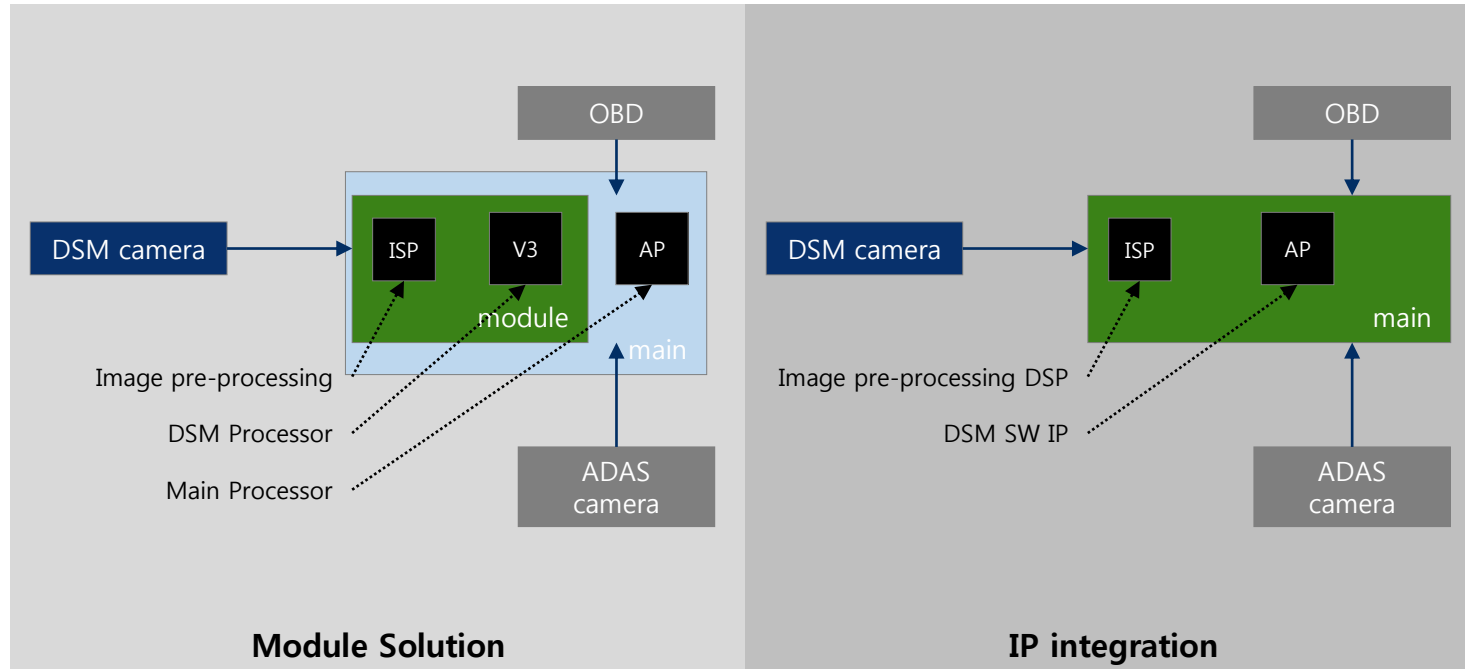 OBD
DSM camera
ISP
V3
AP
module
main
Image pre-processing
DSM Processor
Main Processor
ADAS
camera
Module Solution
OBD
DSM camera
ISP
AP
main
Image pre-processing DSP
DSM SW IP
ADAS
camera
IP integration